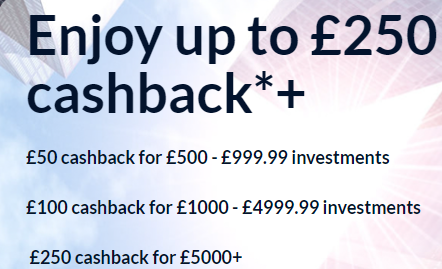 Enjoy up to £250
cashback*+
£50 cashback for £500 - £999.99 investments
£100 cashback for £1000 - £4999.99 investments
£250 cashback for £5000+